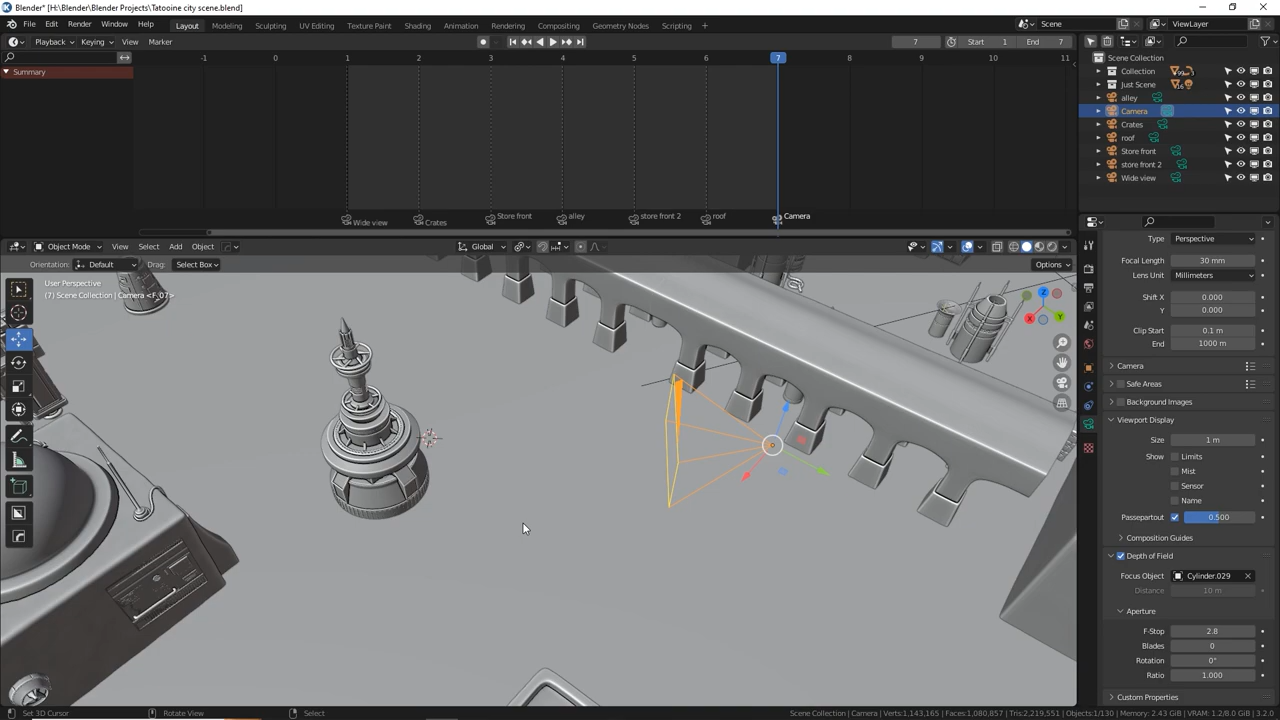 Blender* [H:\Blender\Blender Projects\Tatooine city scene.blend]
File Edit Render Window Help Layout Modeling Sculpting UV Editing Texture Paint Shading Animation Rendering Compositing Geometry Nodes Scripting + Scene ViewLayer
Playback Keying View Marker 7 Start 1 End 7
-1 0 1 2 3 4 5 6 7 8 9 10 11
Summary
Wide view Crates Store front alley store front 2 roof Camera
Scene Collection
Collection
Just Scene
alley
Camera
Crates
roof
Store front
store front 2
Wide view
Object Mode View Select Add Object Global
Orientation: Default Drag: Select Box Options
User Perspective
(7) Scene Collection | Camera <F_07>
Z
Y
X
Type Perspective
Focal Length 30 mm
Lens Unit Millimeters
Shift X 0.000
Y 0.000
Clip Start 0.1 m
End 1000 m
Camera
Safe Areas
Background Images
Viewport Display
Size 1 m
Show Limits
Mist
Sensor
Name
Passepartout 0.500
Composition Guides
Depth of Field
Focus Object Cylinder.029
Distance 10 m
Aperture
F-Stop 2.8
Blades 0
Rotation 0°
Ratio 1.000
Custom Properties
Set 3D Cursor Rotate View Select Scene Collection | Camera | Verts:1,143,165 | Faces:1,080,857 | Tris:2,219,551 | Objects:1/130 | Memory: 2.43 GiB | VRAM: 1.2/8.0 GiB | 3.2.0